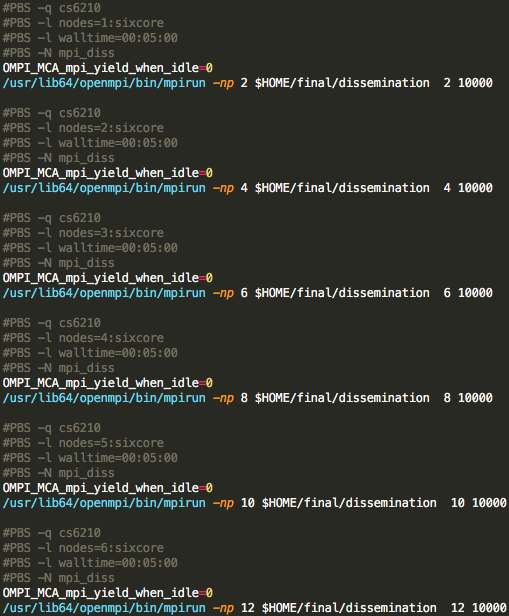 #PBS -q cs6210
#PBS -l nodes=1:sixcore
#PBS -l walltime=00:05:00
#PBS -N mpi_diss
OMPI_MCA_mpi_yield_when_idle=0
/usr/lib64/openmpi/bin/mpirun -np 2 $HOME/final/dissemination  2 10000

#PBS -q cs6210
#PBS -l nodes=2:sixcore
#PBS -l walltime=00:05:00
#PBS -N mpi_diss
OMPI_MCA_mpi_yield_when_idle=0
/usr/lib64/openmpi/bin/mpirun -np 4 $HOME/final/dissemination  4 10000

#PBS -q cs6210
#PBS -l nodes=3:sixcore
#PBS -l walltime=00:05:00
#PBS -N mpi_diss
OMPI_MCA_mpi_yield_when_idle=0
/usr/lib64/openmpi/bin/mpirun -np 6 $HOME/final/dissemination  6 10000

#PBS -q cs6210
#PBS -l nodes=4:sixcore
#PBS -l walltime=00:05:00
#PBS -N mpi_diss
OMPI_MCA_mpi_yield_when_idle=0
/usr/lib64/openmpi/bin/mpirun -np 8 $HOME/final/dissemination  8 10000

#PBS -q cs6210
#PBS -l nodes=5:sixcore
#PBS -l walltime=00:05:00
#PBS -N mpi_diss
OMPI_MCA_mpi_yield_when_idle=0
/usr/lib64/openmpi/bin/mpirun -np 10 $HOME/final/dissemination  10 10000

#PBS -q cs6210
#PBS -l nodes=6:sixcore
#PBS -l walltime=00:05:00
#PBS -N mpi_diss
OMPI_MCA_mpi_yield_when_idle=0
/usr/lib64/openmpi/bin/mpirun -np 12 $HOME/final/dissemination  12 10000